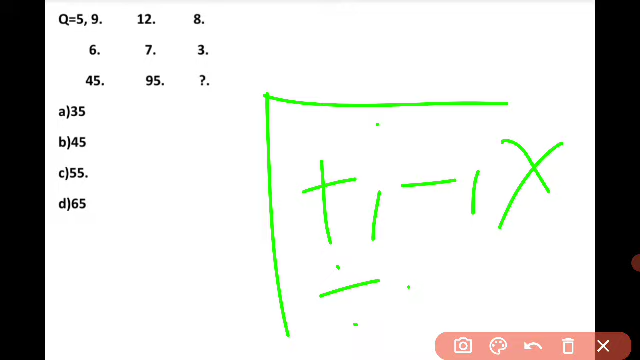 Q=5, 9. 12. 8.
6. 7. 3.
45. 95. ?.
a)35
b)45
c)55.
d)65
+, -, ×
÷